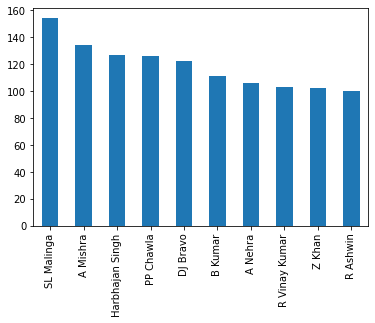 160
140
120
100
80
60
40
20
0
SL Malinga
A Mishra
Harbhajan Singh
PP Chawla
DJ Bravo
B Kumar
A Nehra
R Vinay Kumar
Z Khan
R Ashwin